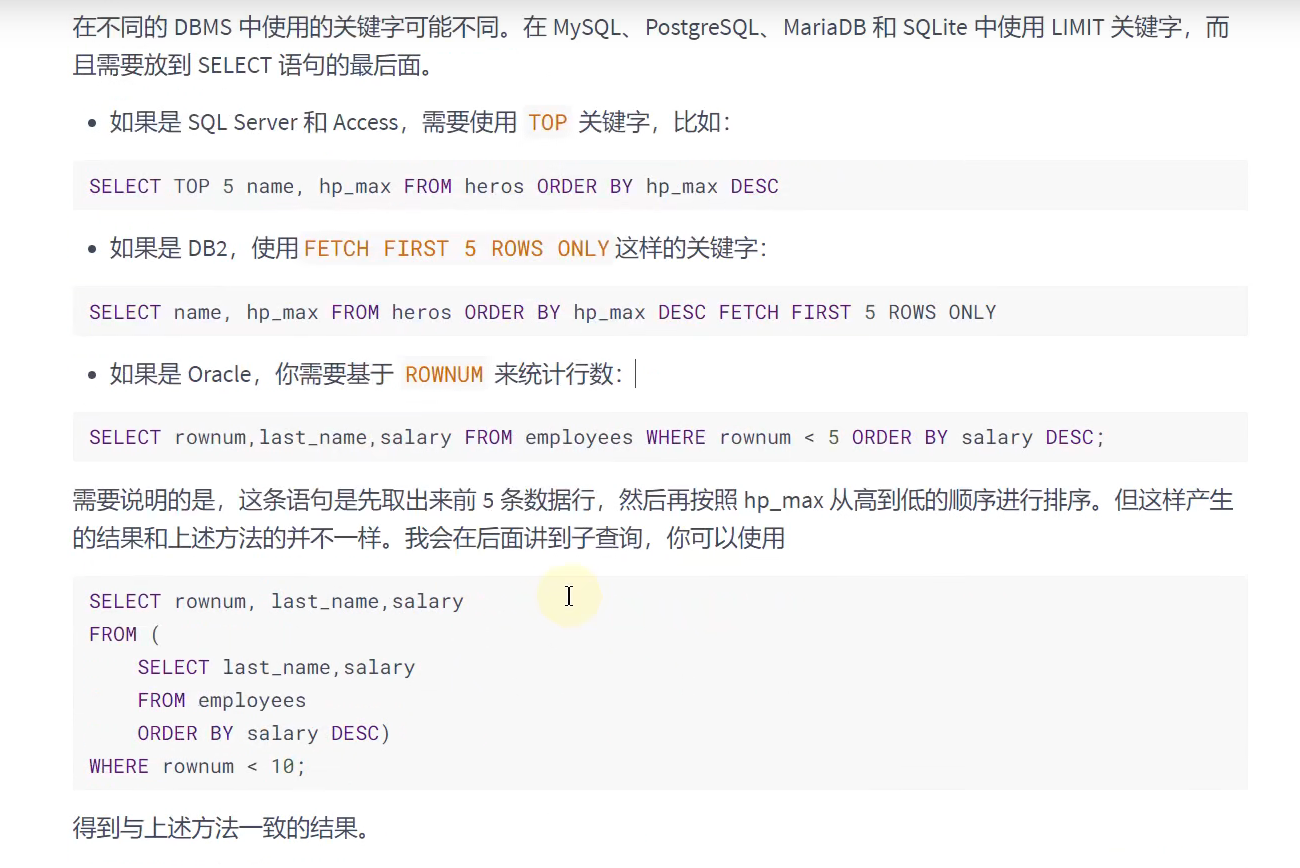 在不同的 DBMS 中使用的关键字可能不同。在 MySQL、PostgreSQL、MariaDB 和 SQLite 中使用 LIMIT 关键字，而
且需要放到 SELECT 语句的最后面。
• 如果是 SQL Server 和 Access，需要使用 TOP 关键字，比如：
SELECT TOP 5 name, hp_max FROM heros ORDER BY hp_max DESC
• 如果是 DB2，使用FETCH FIRST 5 ROWS ONLY这样的关键字：
SELECT name, hp_max FROM heros ORDER BY hp_max DESC FETCH FIRST 5 ROWS ONLY
• 如果是 Oracle，你需要基于 ROWNUM 来统计行数：
SELECT rownum,last_name,salary FROM employees WHERE rownum < 5 ORDER BY salary DESC;
需要说明的是，这条语句是先取出来前 5 条数据行，然后再按照 hp_max 从高到低的顺序进行排序。但这样产生
的结果和上述方法的并不一样。我会在后面讲到子查询，你可以使用
SELECT rownum, last_name,salary
FROM (
    SELECT last_name,salary
    FROM employees
    ORDER BY salary DESC)
WHERE rownum < 10;
得到与上述方法一致的结果。